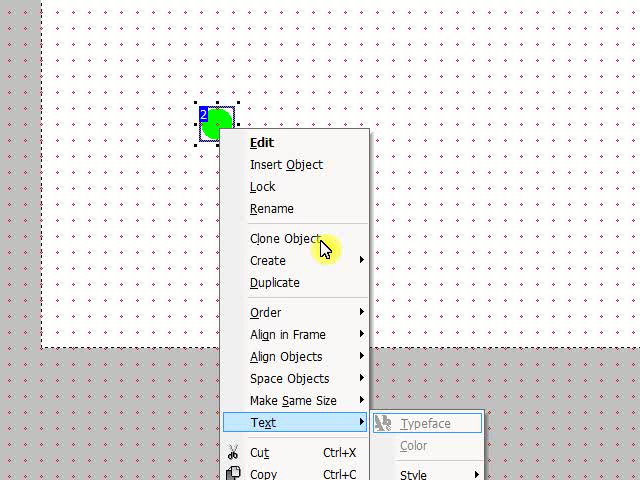 2
Edit
Insert Object
Lock
Rename
Clone Object
Create
Duplicate
Order
Align in Frame
Align Objects
Space Objects
Make Same Size
Text
Typeface
Color
Cut Ctrl+X
Copy Ctrl+C
Style